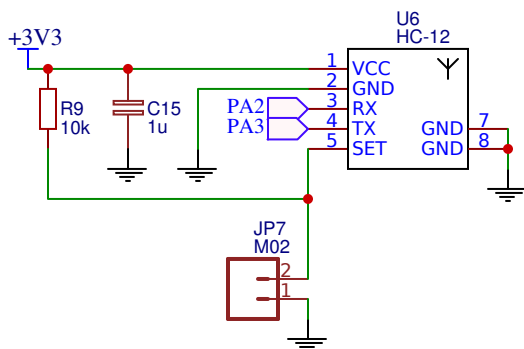 U6
HC-12
+3V3
1 VCC
2 GND
PA2 3 RX
PA3 4 TX
5 SET
GND 7
GND 8
R9
10k
C15
1u
JP7
M02
2
1